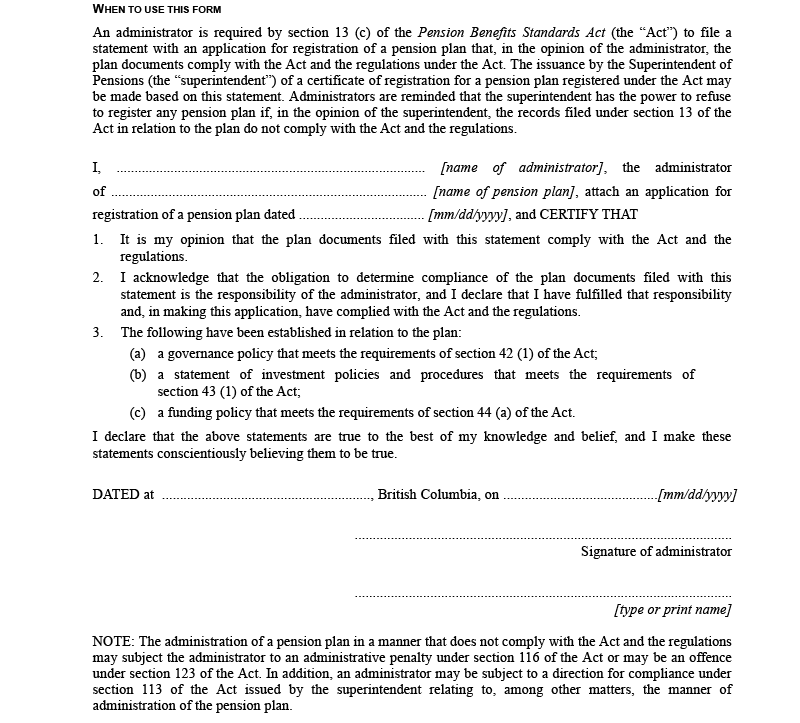 WHEN TO USE THIS FORM
An administrator is required by section 13 (c) of the Pension Benefits Standards Act (the “Act”) to file a
statement with an application for registration of a pension plan that, in the opinion of the administrator, the
plan documents comply with the Act and the regulations under the Act. The issuance by the Superintendent of
Pensions (the “superintendent”) of a certificate of registration for a pension plan registered under the Act may
be made based on this statement. Administrators are reminded that the superintendent has the power to refuse
to register any pension plan if, in the opinion of the superintendent, the records filed under section 13 of the
Act in relation to the plan do not comply with the Act and the regulations.
I, ..................................................................................... [name of administrator], the administrator
of ....................................................................................... [name of pension plan], attach an application for
registration of a pension plan dated .................................. [mm/dd/yyyy], and CERTIFY THAT
1. It is my opinion that the plan documents filed with this statement comply with the Act and the
regulations.
2. I acknowledge that the obligation to determine compliance of the plan documents filed with this
statement is the responsibility of the administrator, and I declare that I have fulfilled that responsibility
and, in making this application, have complied with the Act and the regulations.
3. The following have been established in relation to the plan:
(a) a governance policy that meets the requirements of section 42 (1) of the Act;
(b) a statement of investment policies and procedures that meets the requirements of
section 43 (1) of the Act;
(c) a funding policy that meets the requirements of section 44 (a) of the Act.
I declare that the above statements are true to the best of my knowledge and belief, and I make these
statements conscientiously believing them to be true.
DATED at .........................................................., British Columbia, on ...........................................[mm/dd/yyyy]
........................................................................................................
Signature of administrator
........................................................................................................
[type or print name]
NOTE: The administration of a pension plan in a manner that does not comply with the Act and the regulations
may subject the administrator to an administrative penalty under section 116 of the Act or may be an offence
under section 123 of the Act. In addition, an administrator may be subject to a direction for compliance under
section 113 of the Act issued by the superintendent relating to, among other matters, the manner of
administration of the pension plan.